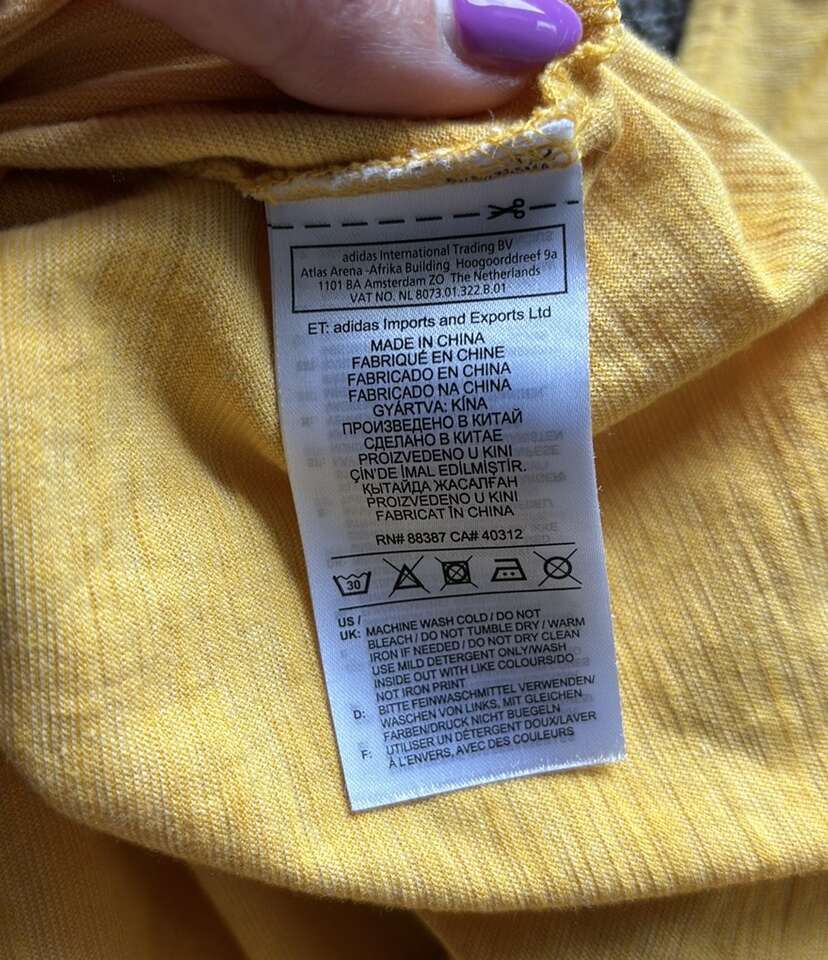 adidas International Trading BV
Atlas Arena -Afrika Building Hoogoorddreef 9a
1101 BA Amsterdam ZO The Netherlands
VAT NO. NL 8073.01.322.B.01
ET: adidas Imports and Exports Ltd
MADE IN CHINA
FABRIQUÉ EN CHINE
FABRICADO EN CHINA
FABRICADO NA CHINA
GYÁRTVA: KÍNA
ПРОИЗВЕДЕНО В КИТАЙ
СДЕЛАНО В КИТАЕ
PROIZVEDENO U KINI
ÇİN'DE İMAL EDİLMİŞTİR.
ҚЫТАЙДА ЖАСАЛҒАН
PROIZVEDENO U KINI
FABRICAT ÎN CHINA
RN# 88387 CA# 40312
30
US / UK: MACHINE WASH COLD / DO NOT
BLEACH / DO NOT TUMBLE DRY / WARM
IRON IF NEEDED / DO NOT DRY CLEAN
USE MILD DETERGENT ONLY/WASH
INSIDE OUT WITH LIKE COLOURS/DO
NOT IRON PRINT
D: BITTE FEINWASCHMITTEL VERWENDEN/
WASCHEN VON LINKS, MIT GLEICHEN
FARBEN/DRUCK NICHT BUEGELN
F: UTILISER UN DÉTERGENT DOUX/LAVER
À L'ENVERS, AVEC DES COULEURS